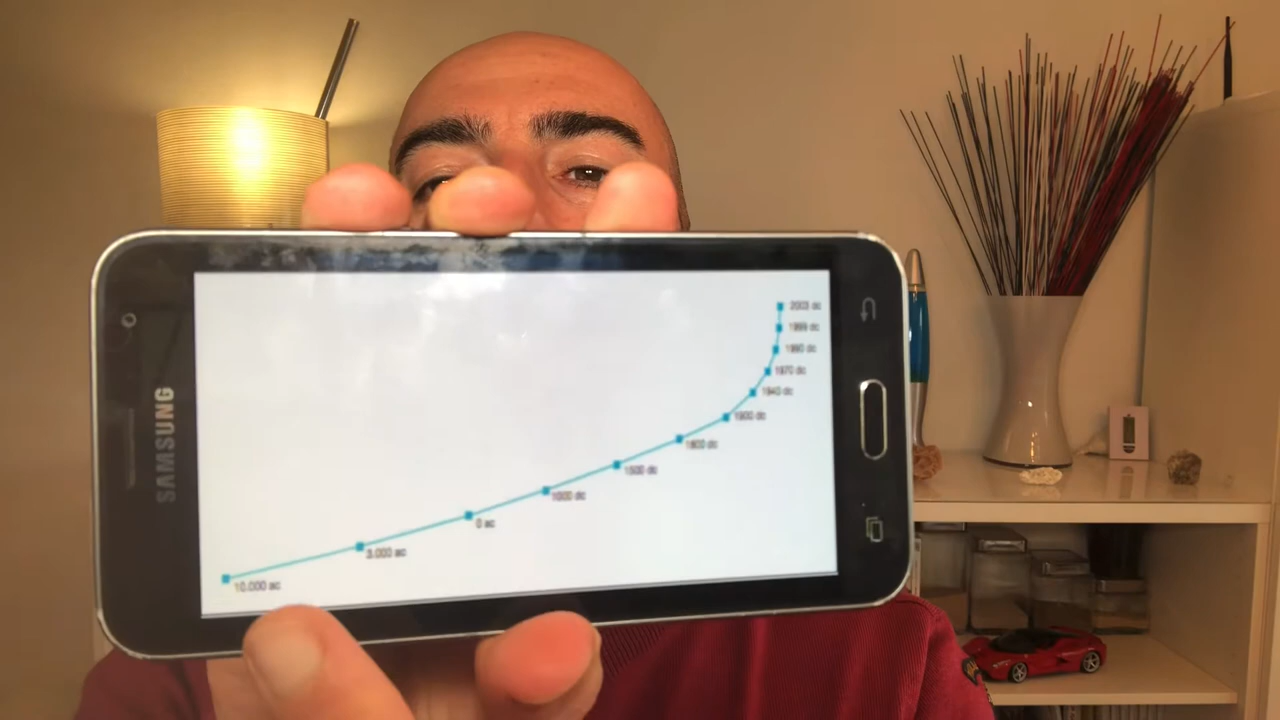 SAMSUNG
2003 dc
1999 dc
1990 dc
1970 dc
1940 dc
1900 dc
1800 dc
1500 dc
1000 dc
0 ac
3.000 ac
10.000 ac